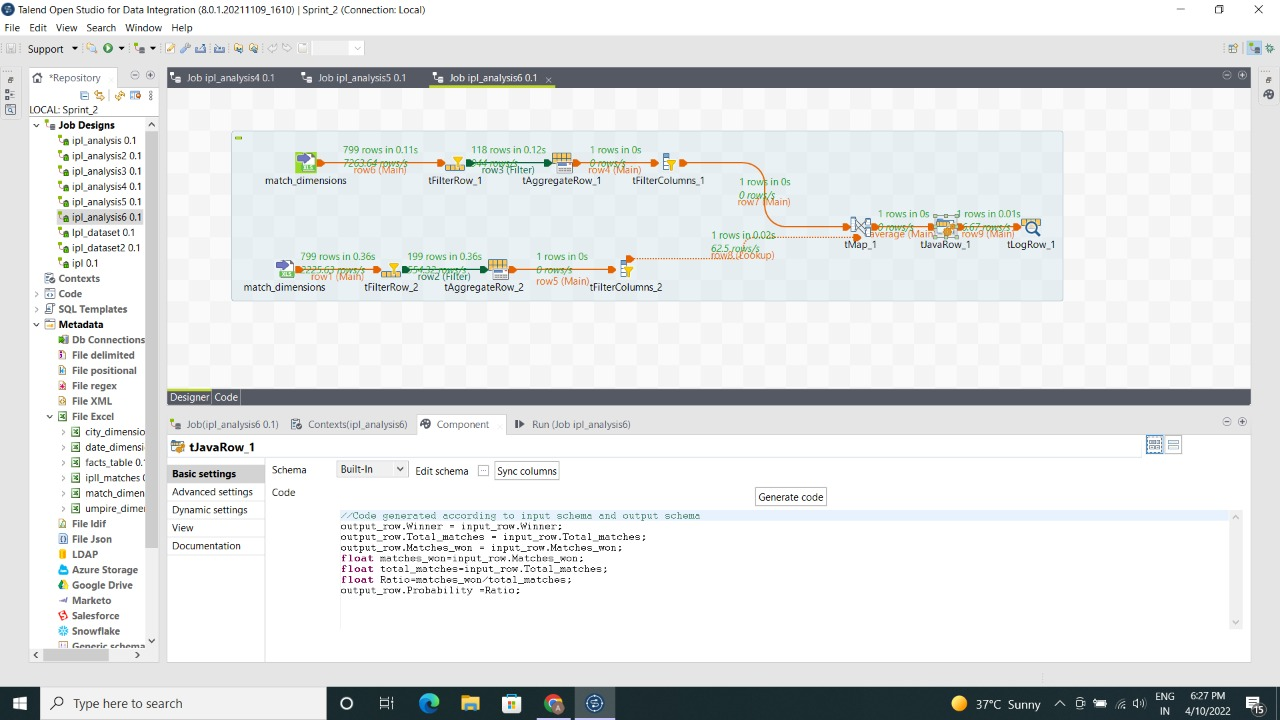 Talend Open Studio for Data Integration (8.0.1.20211109_1610) | Sprint_2 (Connection: Local)
File Edit View Search Window Help
Support
*Repository
LOCAL: Sprint_2
Job Designs
ipl_analysis 0.1
ipl_analysis2 0.1
ipl_analysis3 0.1
ipl_analysis4 0.1
ipl_analysis5 0.1
ipl_analysis6 0.1
Ipl_dataset 0.1
ipl_dataset2 0.1
ipl 0.1
Contexts
Code
SQL Templates
Metadata
Db Connections
File delimited
File positional
File regex
File XML
File Excel
city_dimensio
date_dimensi
facts_table 0.
ipll_matches
match_dimen
umpire_dime
File ldif
File Json
LDAP
Azure Storage
Google Drive
Marketo
Salesforce
Snowflake
Generic schema
Job ipl_analysis4 0.1
Job ipl_analysis5 0.1
Job ipl_analysis6 0.1
799 rows in 0.11s
7263.64 rows/s
row6 (Main)
118 rows in 0.12s
row3 (Filter)
1 rows in 0s
0 rows/s
row4 (Main)
match_dimensions
tFilterRow_1
tAggregateRow_1
tFilterColumns_1
1 rows in 0s
0 rows/s
row7 (Main)
1 rows in 0s
average (Main)
1 rows in 0.01s
row9 (Main)
tMap_1
tJavaRow_1
tLogRow_1
1 rows in 0.02s
62.5 rows/s
row8 (Lookup)
799 rows in 0.36s
row1 (Main)
199 rows in 0.36s
row2 (Filter)
1 rows in 0s
0 rows/s
row5 (Main)
match_dimensions
tFilterRow_2
tAggregateRow_2
tFilterColumns_2
Designer Code
Job(ipl_analysis6 0.1)
Contexts(ipl_analysis6)
Component
Run (Job ipl_analysis6)
tJavaRow_1
Basic settings
Advanced settings
Dynamic settings
View
Documentation
Schema
Built-In
Edit schema
...
Sync columns
Code
Generate code
//Code generated according to input schema and output schema
output_row.Winner = input_row.Winner;
output_row.Total_matches = input_row.Total_matches;
output_row.Matches_won = input_row.Matches_won;
float matches_won=input_row.Matches_won;
float total_matches=input_row.Total_matches;
float Ratio=matches_won/total_matches;
output_row.Probability =Ratio;
Type here to search
37°C Sunny
ENG
IN
6:27 PM
4/10/2022
15